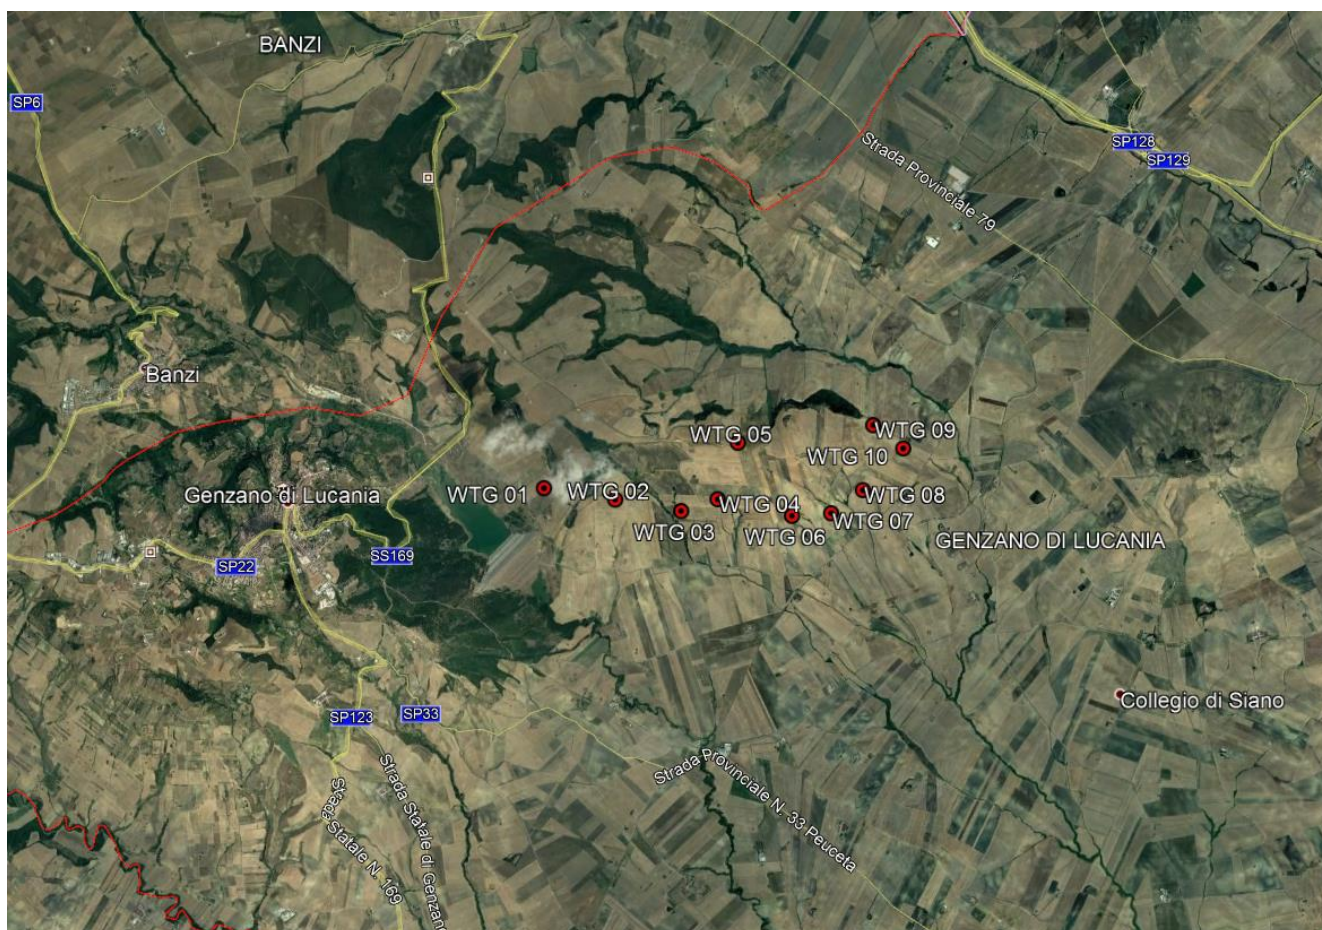 BANZI
SP6
SP128
SP129
Strada Provinciale 79
Banzi
WTG 05
WTG 09
WTG 10
Genzano di Lucania
WTG 01
WTG 02
WTG 03
WTG 04
WTG 08
WTG 07
WTG 06
GENZANO DI LUCANIA
SS169
SP22
Collegio di Siano
SP123
SP33
Strada Provinciale N. 33 Peuceta
Strada Statale N. 169
Strada Statale di Genzano